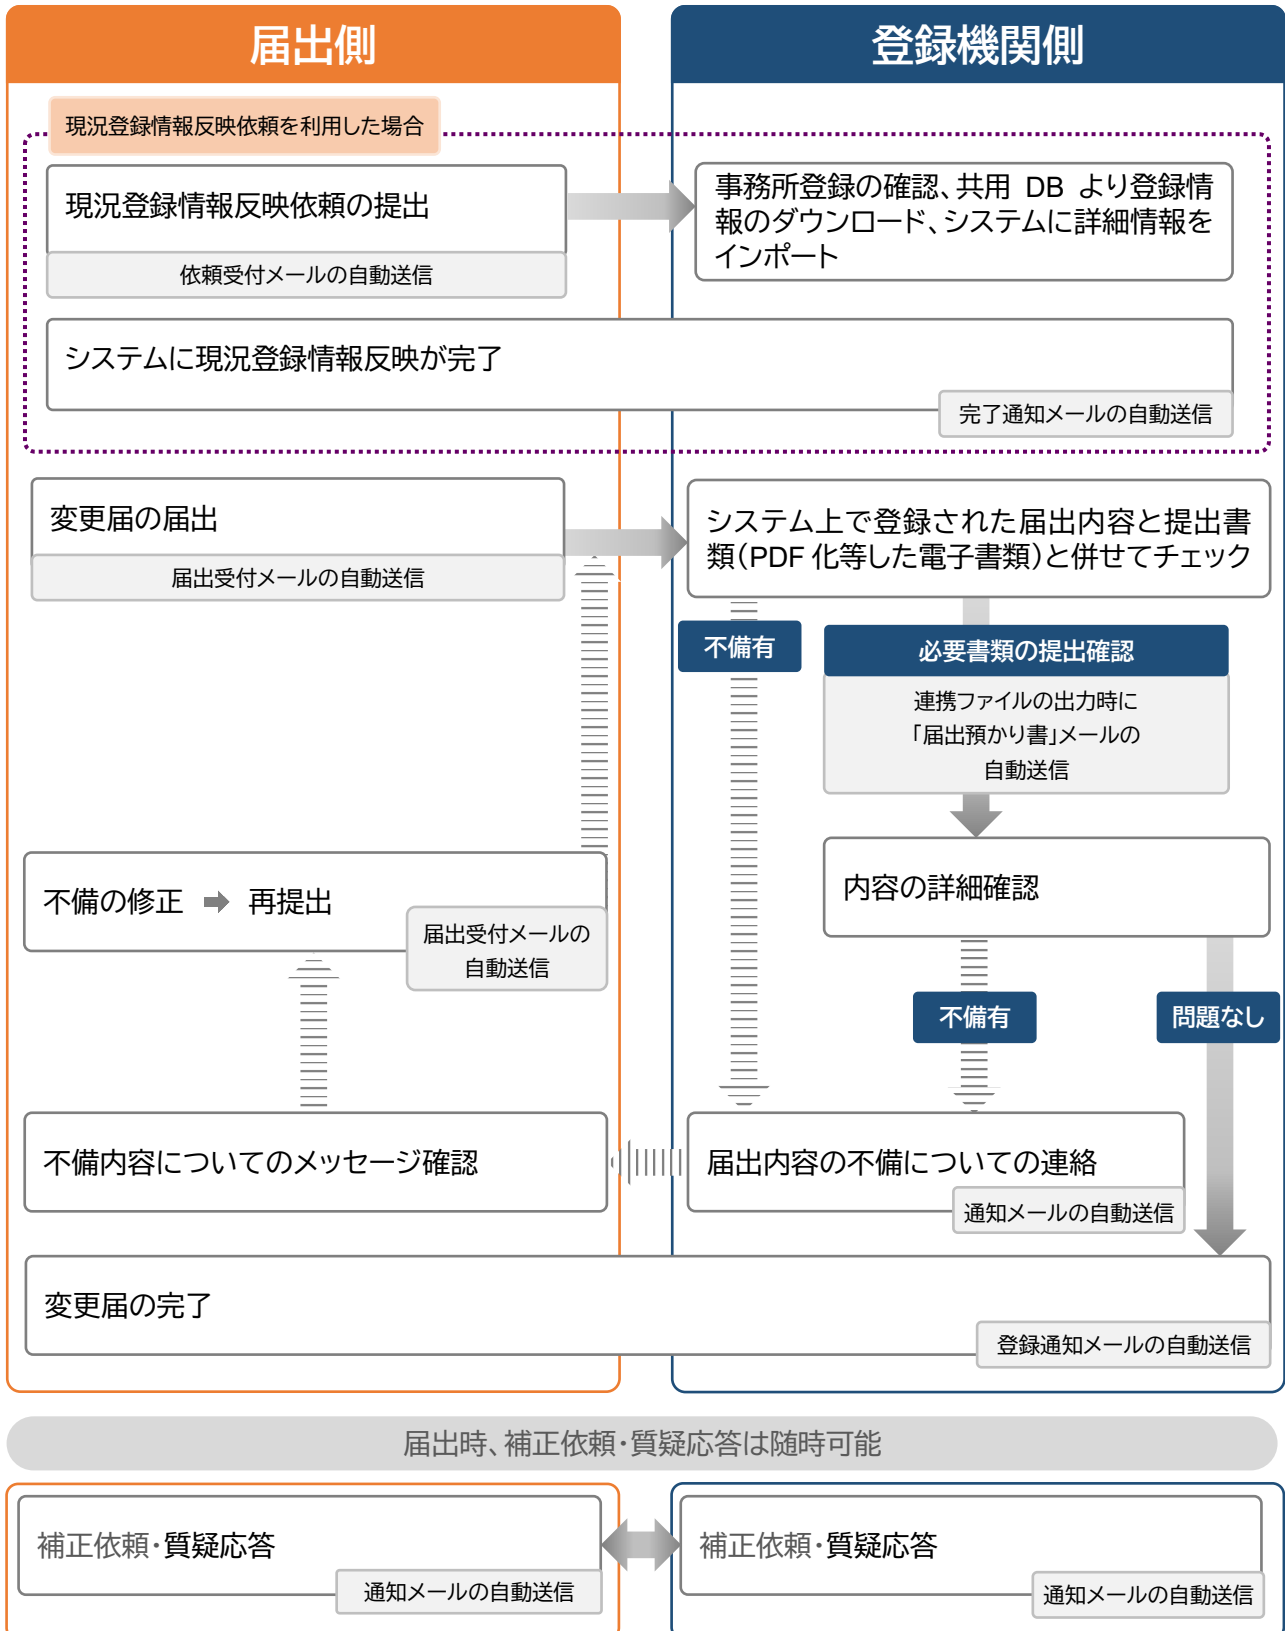 届出側
登録機関側
現況登録情報反映依頼を利用した場合
現況登録情報反映依頼の提出
依頼受付メールの自動送信
事務所登録の確認、共用 DB より登録情
報のダウンロード、システムに詳細情報を
インポート
システムに現況登録情報反映が完了
完了通知メールの自動送信
変更届の届出
届出受付メールの自動送信
システム上で登録された届出内容と提出書
類(PDF 化等した電子書類)と併せてチェック
不備有
必要書類の提出確認
連携ファイルの出力時に
「届出預かり書」メールの
自動送信
不備の修正 ➡ 再提出
届出受付メールの
自動送信
内容の詳細確認
不備有
問題なし
不備内容についてのメッセージ確認
届出内容の不備についての連絡
通知メールの自動送信
変更届の完了
登録通知メールの自動送信
届出時、補正依頼・質疑応答は随時可能
補正依頼・質疑応答
通知メールの自動送信
補正依頼・質疑応答
通知メールの自動送信